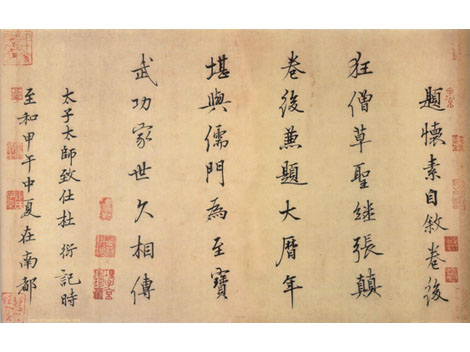 題懷素自敘卷後
狂僧草聖繼張顛
卷後兼題大曆年
堪與儒門為至寶
武功家世久相傳
太子太師致仕杜衍記時
至和甲午中夏在南都